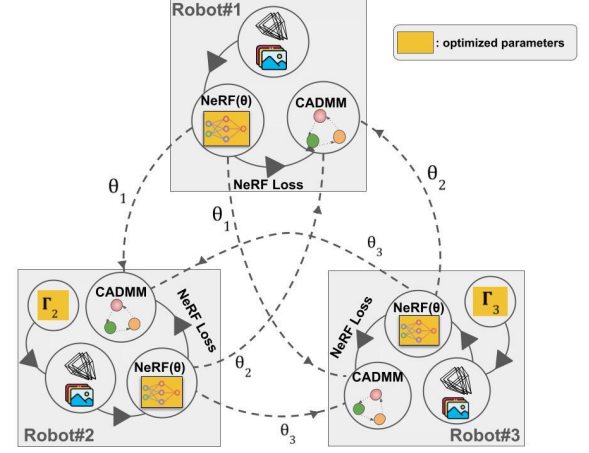 Robot#1
: optimized parameters
NeRF(θ)
CADMM
NeRF Loss
θ1
θ1
θ2
θ3
Γ2
CADMM
NeRF Loss
NeRF(θ)
θ2
Robot#2
θ3
NeRF(θ)
Γ3
NeRF Loss
CADMM
Robot#3